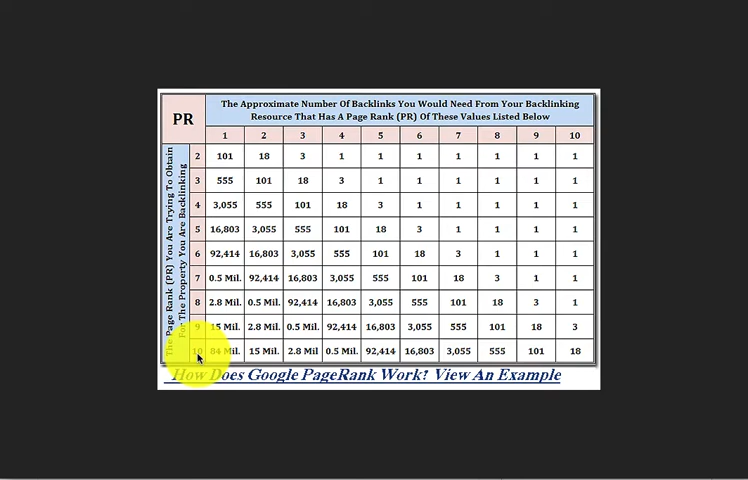 PR
The Approximate Number Of Backlinks You Would Need From Your Backlinking
Resource That Has A Page Rank (PR) Of These Values Listed Below
1 2 3 4 5 6 7 8 9 10
The Page Rank (PR) You Are Trying To Obtain
For The Property You Are Backlinking
2 101 18 3 1 1 1 1 1 1 1
3 555 101 18 3 1 1 1 1 1 1
4 3,055 555 101 18 3 1 1 1 1 1
5 16,803 3,055 555 101 18 3 1 1 1 1
6 92,414 16,803 3,055 555 101 18 3 1 1 1
7 0.5 Mil. 92,414 16,803 3,055 555 101 18 3 1 1
8 2.8 Mil. 0.5 Mil. 92,414 16,803 3,055 555 101 18 3 1
9 15 Mil. 2.8 Mil. 0.5 Mil. 92,414 16,803 3,055 555 101 18 3
10 84 Mil. 15 Mil. 2.8 Mil 0.5 Mil. 92,414 16,803 3,055 555 101 18
How Does Google PageRank Work? View An Example